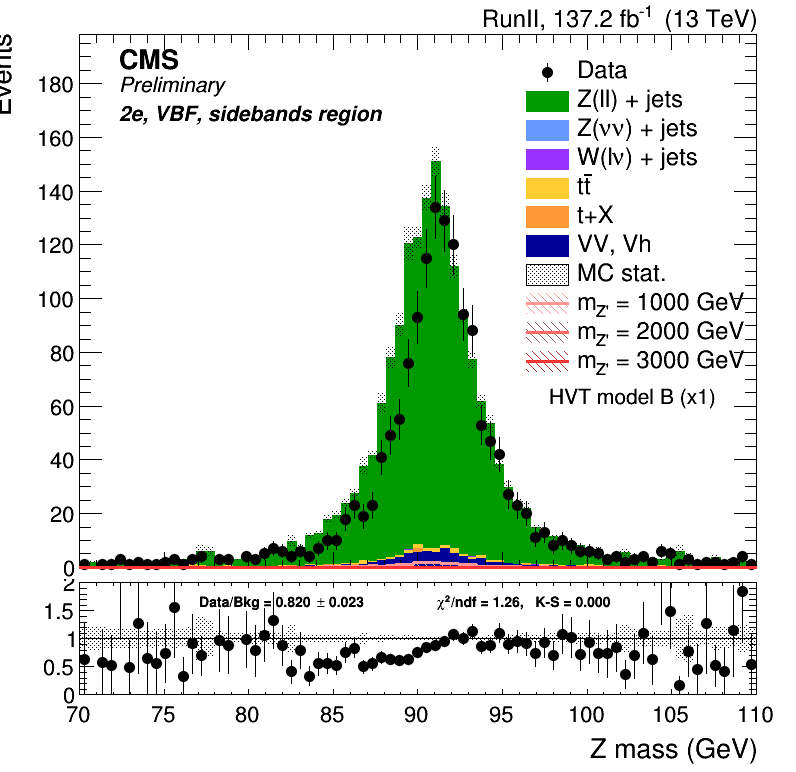 RunII, 137.2 fb⁻¹ (13 TeV)
Events
CMS
Preliminary
2e, VBF, sidebands region
Data
Z(ll) + jets
Z(νν) + jets
W(lν) + jets
tt̄
t+X
VV, Vh
MC stat.
m_Z' = 1000 GeV
m_Z' = 2000 GeV
m_Z' = 3000 GeV
HVT model B (x1)
180
160
140
120
100
80
60
40
20
0
Data/Bkg = 0.820 ± 0.023 χ²/ndf = 1.26, K-S = 0.000
2
1.5
1
0.5
0
70 75 80 85 90 95 100 105 110
Z mass (GeV)